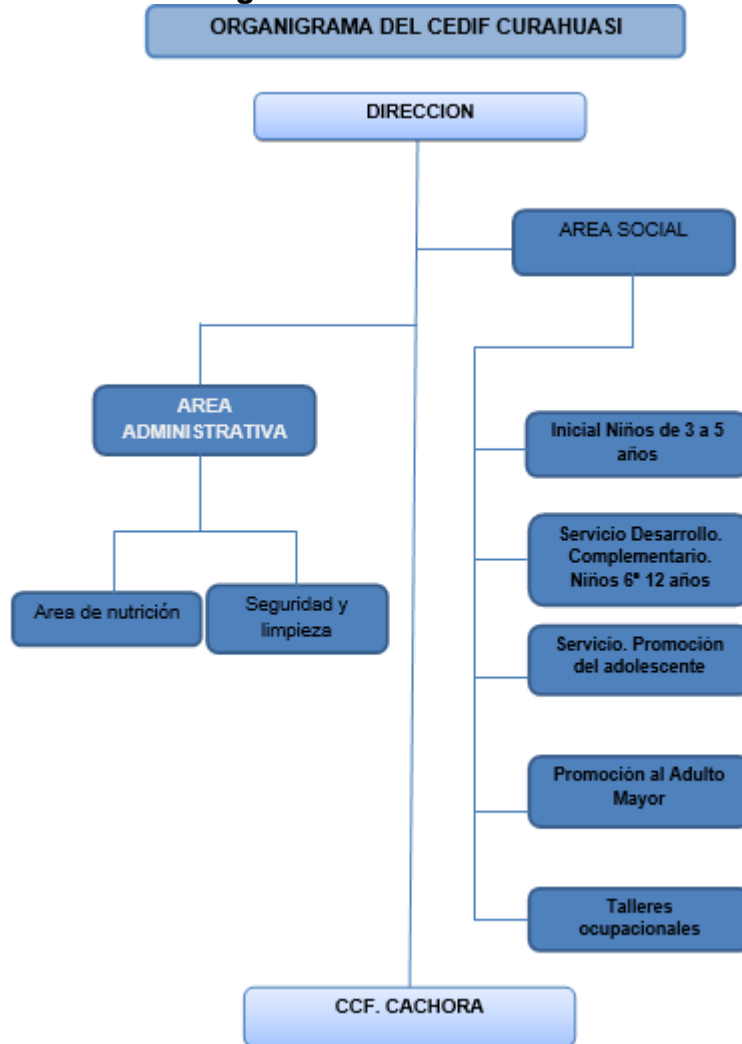 ORGANIGRAMA DEL CEDIF CURAHUASI
DIRECCION
AREA SOCIAL
AREA
ADMINISTRATIVA
Area de nutrición
Seguridad y
limpieza
Inicial Niños de 3 a 5
años
Servicio Desarrollo.
Complementario.
Niños 6ª 12 años
Servicio. Promoción
del adolescente
Promoción al Adulto
Mayor
Talleres
ocupacionales
CCF. CACHORA